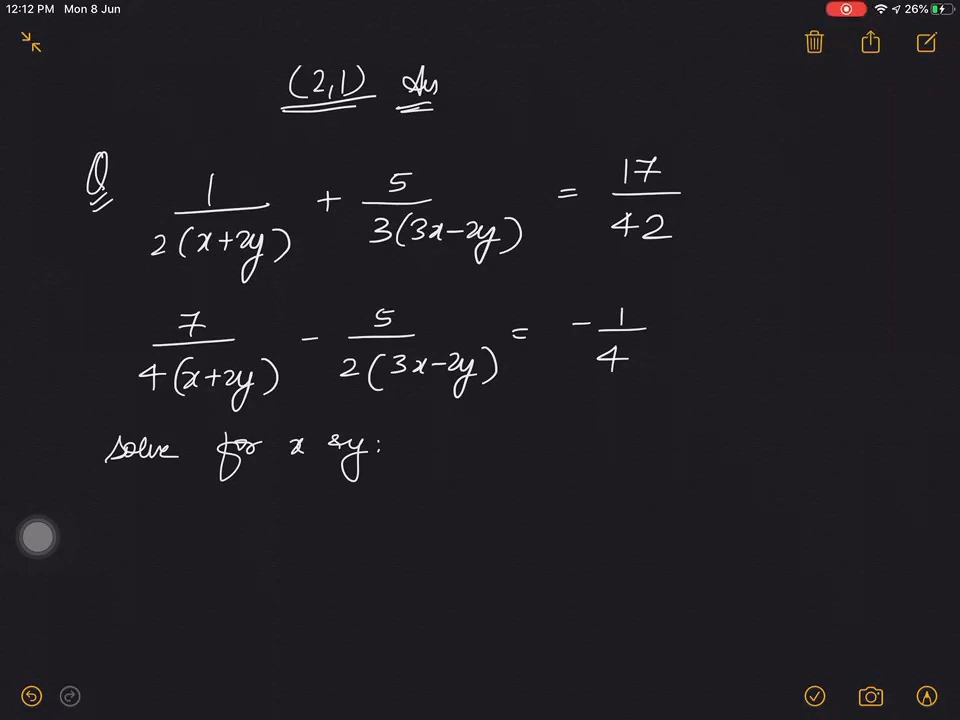 12:12 PM Mon 8 Jun 26%
(2,1) Ans
Q 1/2(x+2y) + 5/3(3x-2y) = 17/42
7/4(x+2y) - 5/2(3x-2y) = -1/4
solve for x &y: